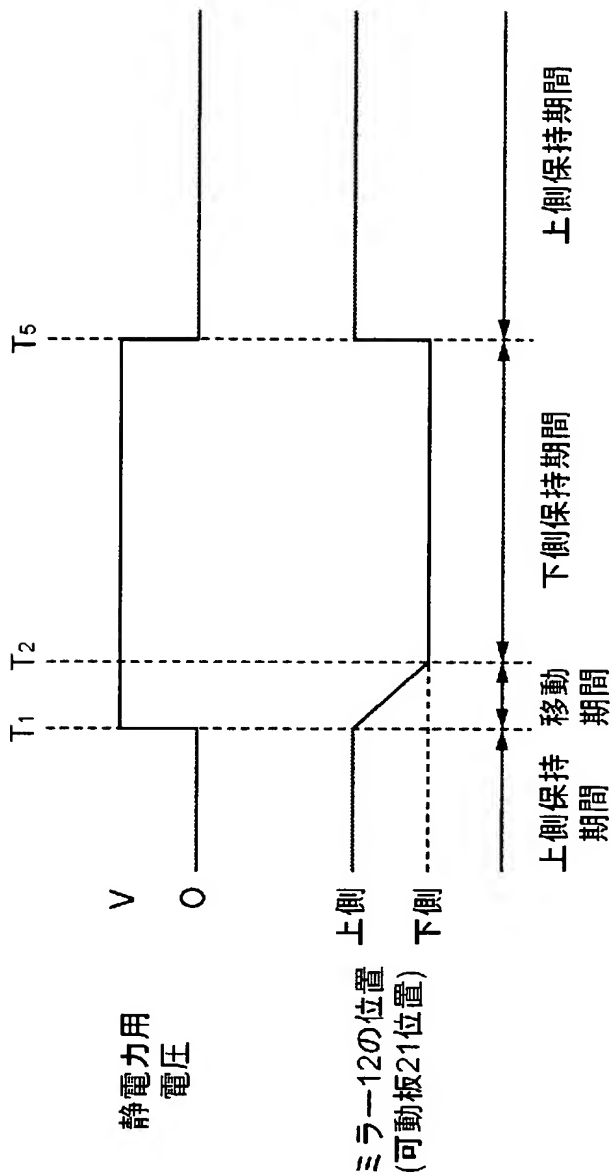 T1
T2
T5
静電力用
電圧
V
O
ミラー12の位置
(可動板21位置)
上側
下側
上側保持
期間
移動
期間
下側保持期間
上側保持期間